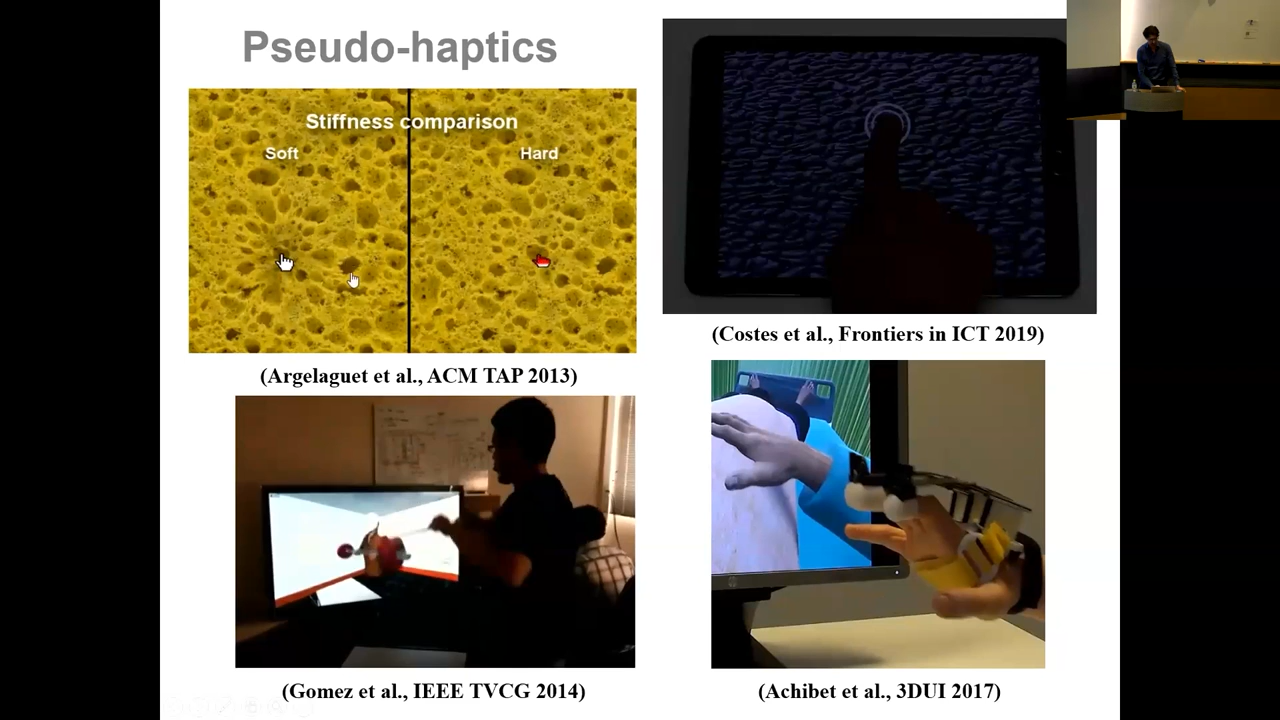 Pseudo-haptics
Stiffness comparison
Soft
Hard
(Argelaguet et al., ACM TAP 2013)
(Costes et al., Frontiers in ICT 2019)
(Gomez et al., IEEE TVCG 2014)
(Achibet et al., 3DUI 2017)